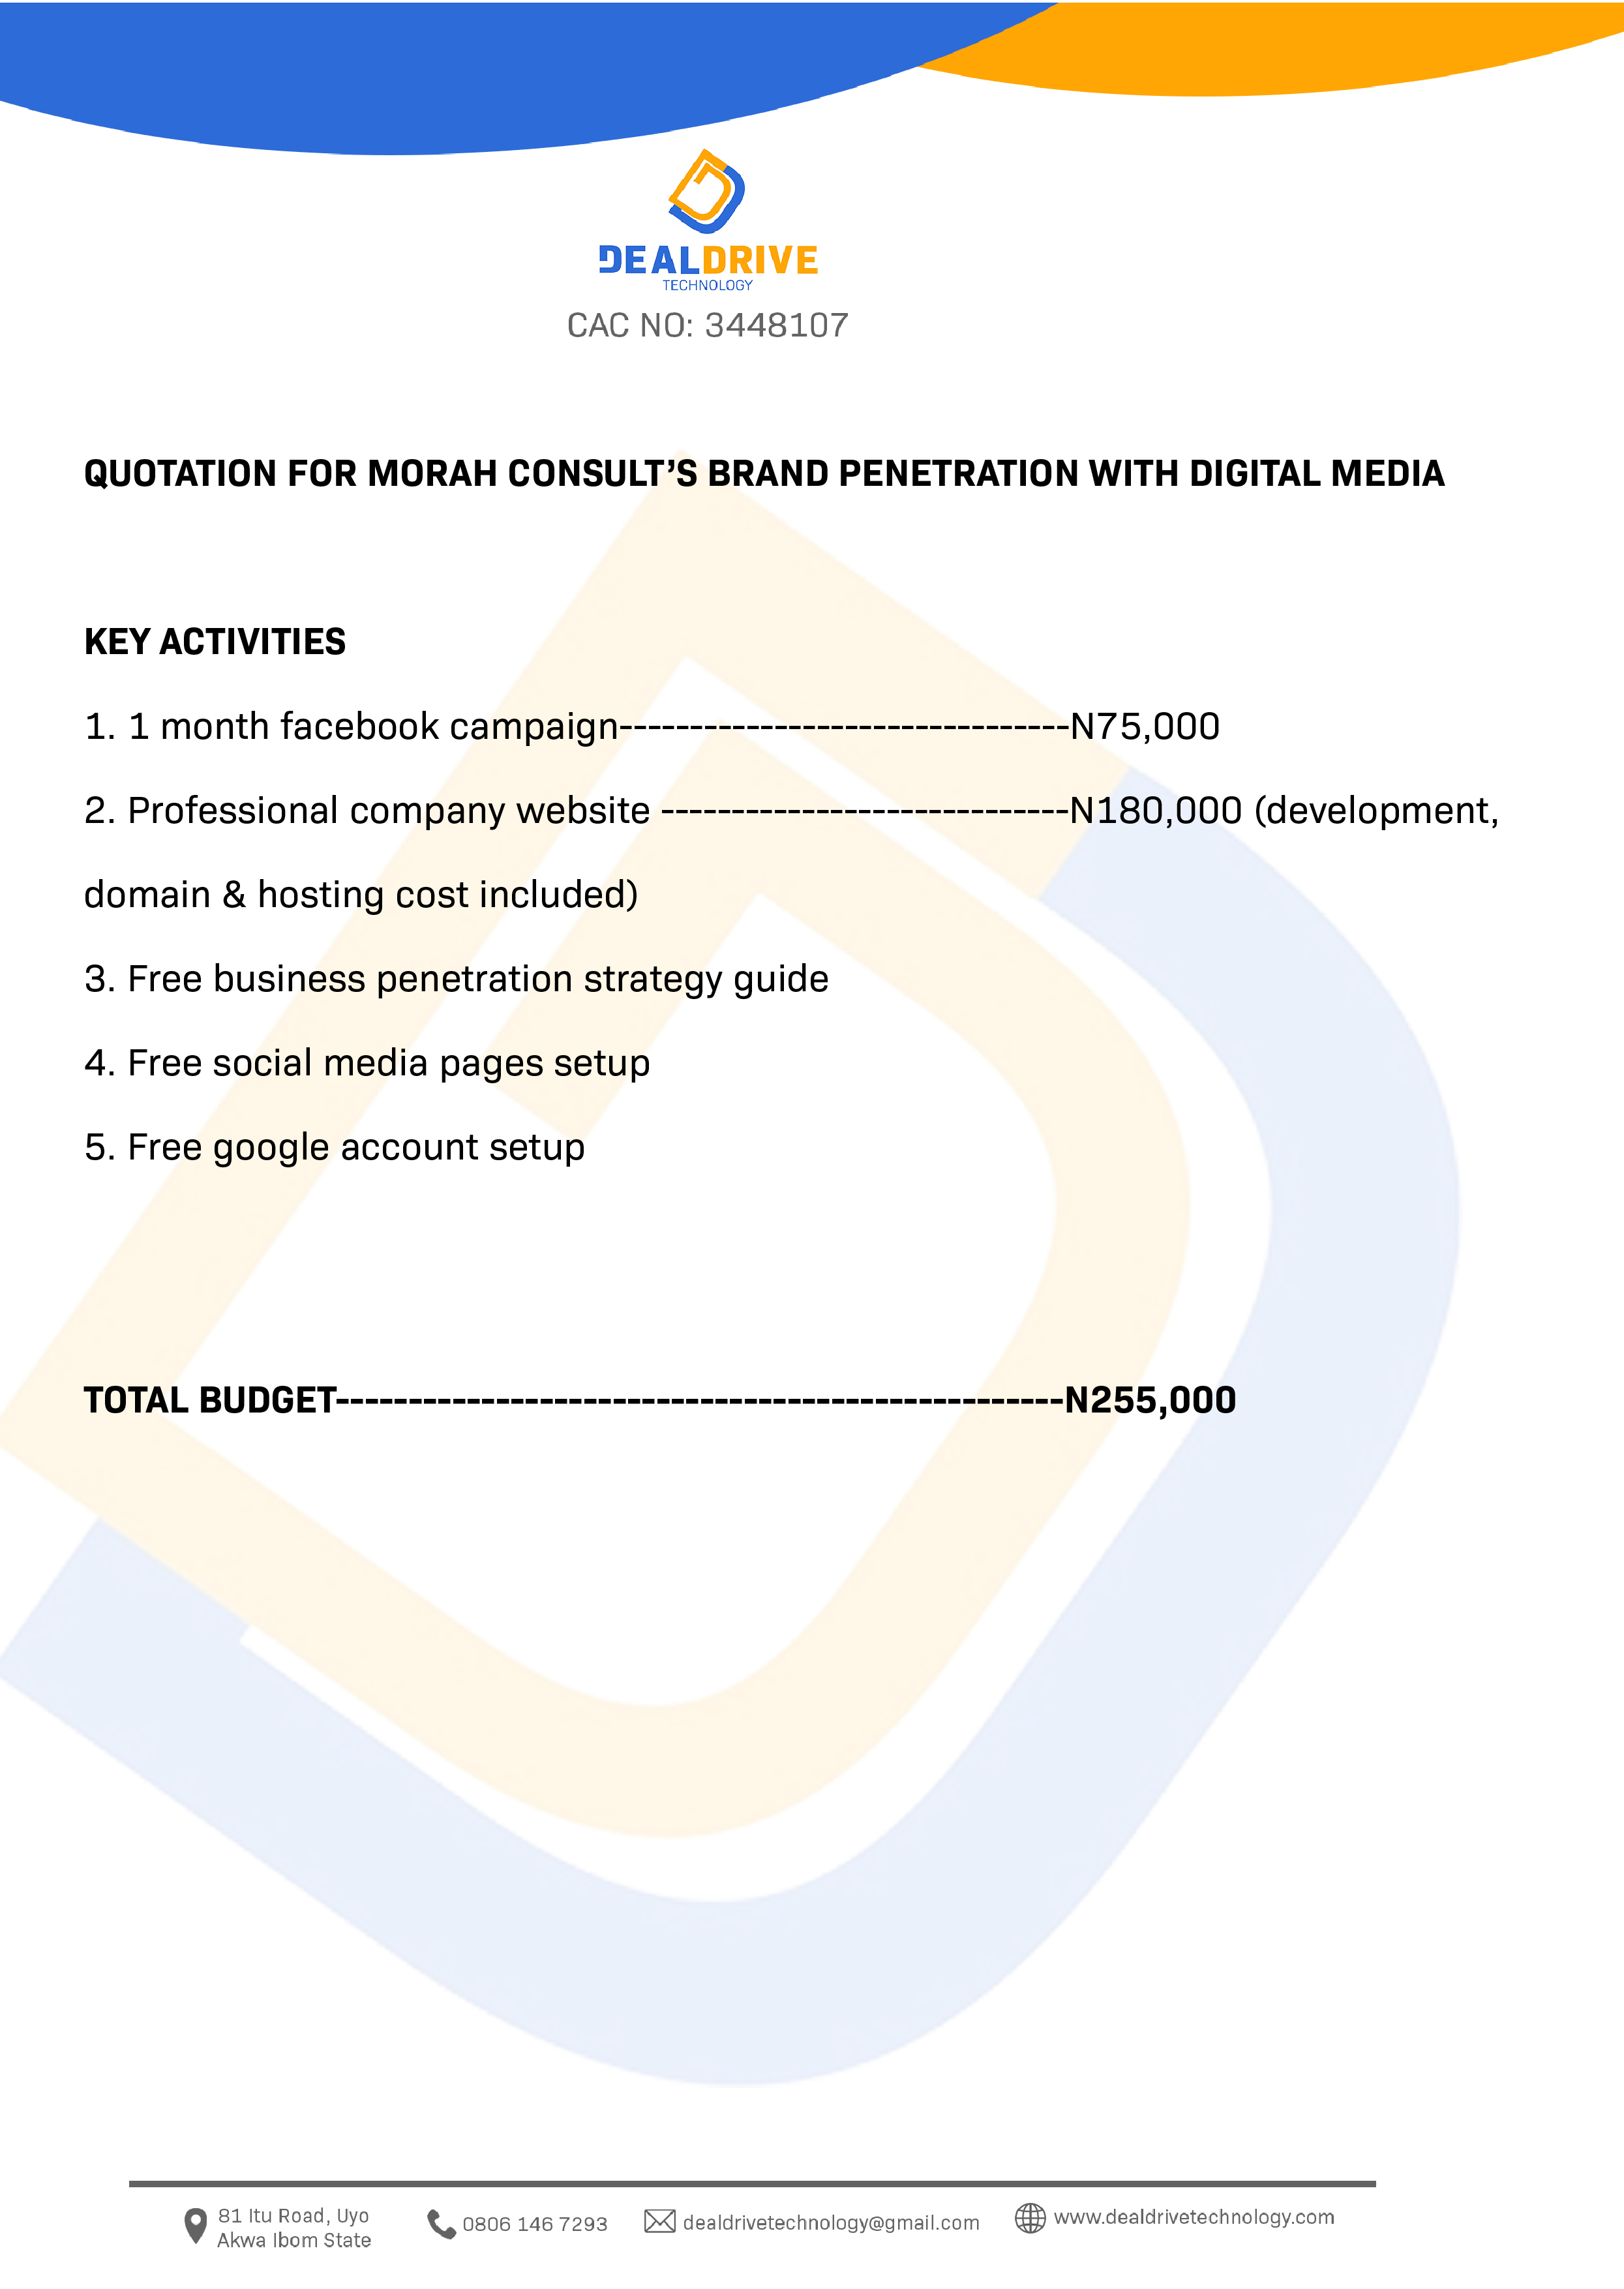 DEALDRIVE
TECHNOLOGY
CAC NO: 3448107
QUOTATION FOR MORAH CONSULT’S BRAND PENETRATION WITH DIGITAL MEDIA
KEY ACTIVITIES
1. 1 month facebook campaign--------------------------------N75,000
2. Professional company website -----------------------------N180,000 (development,
domain & hosting cost included)
3. Free business penetration strategy guide
4. Free social media pages setup
5. Free google account setup
TOTAL BUDGET--------------------------------------------------N255,000
81 Itu Road, Uyo
Akwa Ibom State
0806 146 7293
dealdrivetechnology@gmail.com
www.dealdrivetechnology.com